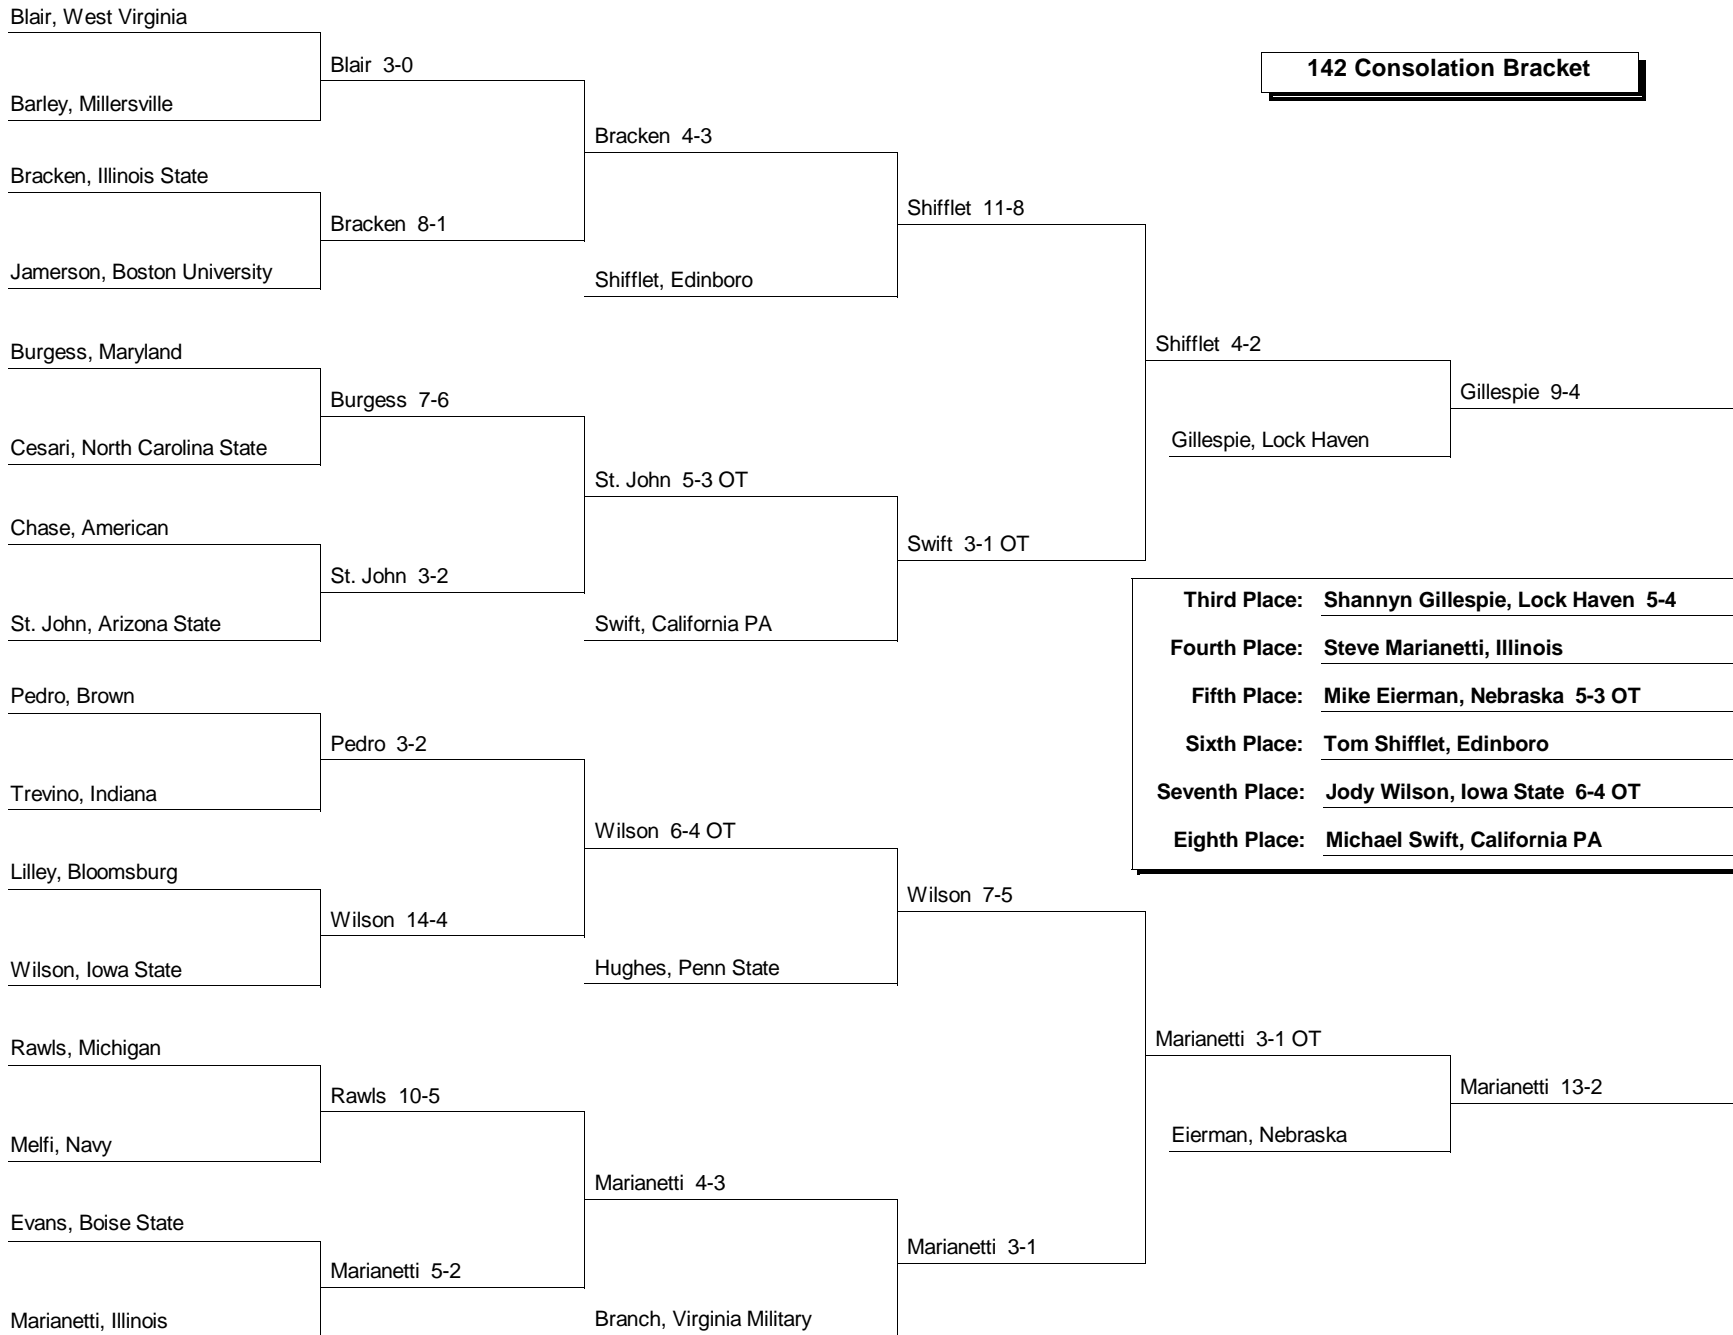 Blair, West Virginia
Blair 3-0
142 Consolation Bracket
Barley, Millersville
Bracken 4-3
Bracken, Illinois State
Shifflet 11-8
Bracken 8-1
Jamerson, Boston University
Shifflet, Edinboro
Shifflet 4-2
Burgess, Maryland
Gillespie 9-4
Burgess 7-6
Gillespie, Lock Haven
Cesari, North Carolina State
St. John 5-3 OT
Chase, American
Swift 3-1 OT
St. John 3-2
Third Place: Shannyn Gillespie, Lock Haven 5-4
St. John, Arizona State
Swift, California PA
Fourth Place: Steve Marianetti, Illinois
Pedro, Brown
Fifth Place: Mike Eierman, Nebraska 5-3 OT
Pedro 3-2
Sixth Place: Tom Shifflet, Edinboro
Trevino, Indiana
Seventh Place: Jody Wilson, Iowa State 6-4 OT
Wilson 6-4 OT
Eighth Place: Michael Swift, California PA
Lilley, Bloomsburg
Wilson 7-5
Wilson 14-4
Wilson, Iowa State
Hughes, Penn State
Marianetti 3-1 OT
Rawls, Michigan
Marianetti 13-2
Rawls 10-5
Eierman, Nebraska
Melfi, Navy
Marianetti 4-3
Evans, Boise State
Marianetti 3-1
Marianetti 5-2
Marianetti, Illinois
Branch, Virginia Military